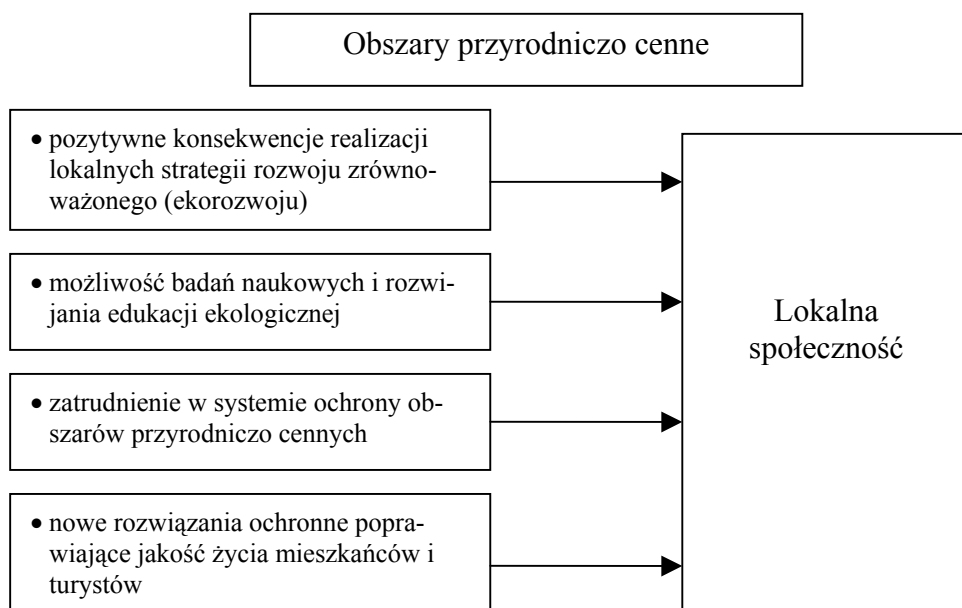 Obszary przyrodniczo cenne
• pozytywne konsekwencje realizacji
lokalnych strategii rozwoju zrówno-
ważonego (ekorozwoju)
• możliwość badań naukowych i rozwi-
jania edukacji ekologicznej
• zatrudnienie w systemie ochrony ob-
szarów przyrodniczo cennych
• nowe rozwiązania ochronne popra-
wiające jakość życia mieszkańców i
turystów
Lokalna
społeczność